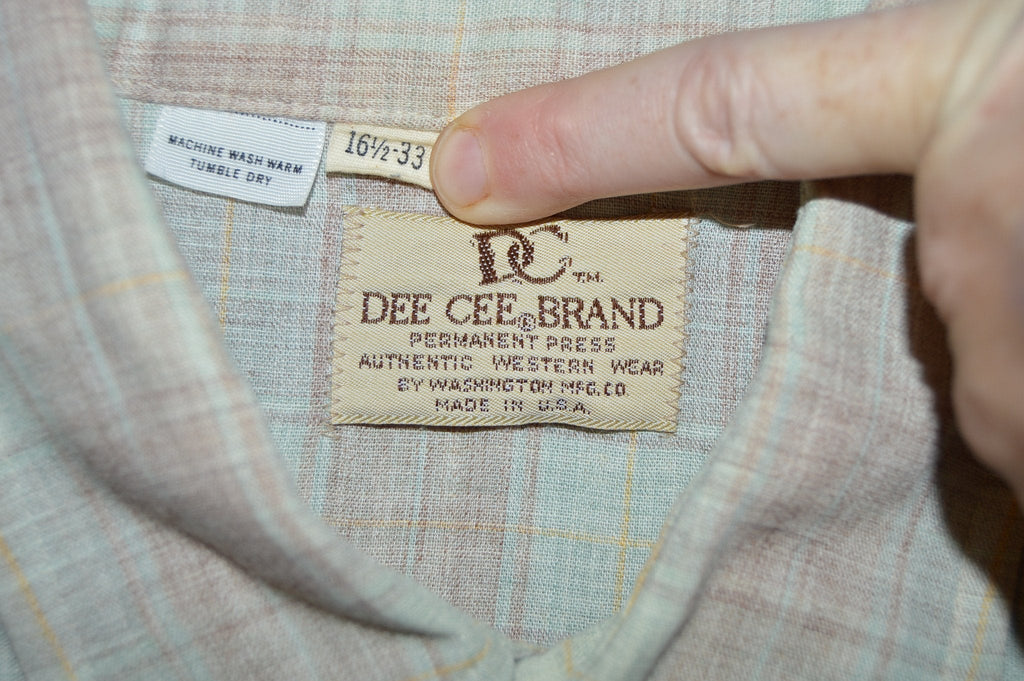 MACHINE WASH WARM
TUMBLE DRY
16½-33
DC T.M.
DEE CEE ® BRAND
PERMANENT PRESS
AUTHENTIC WESTERN WEAR
BY WASHINGTON MFG. CO.
MADE IN U.S.A.